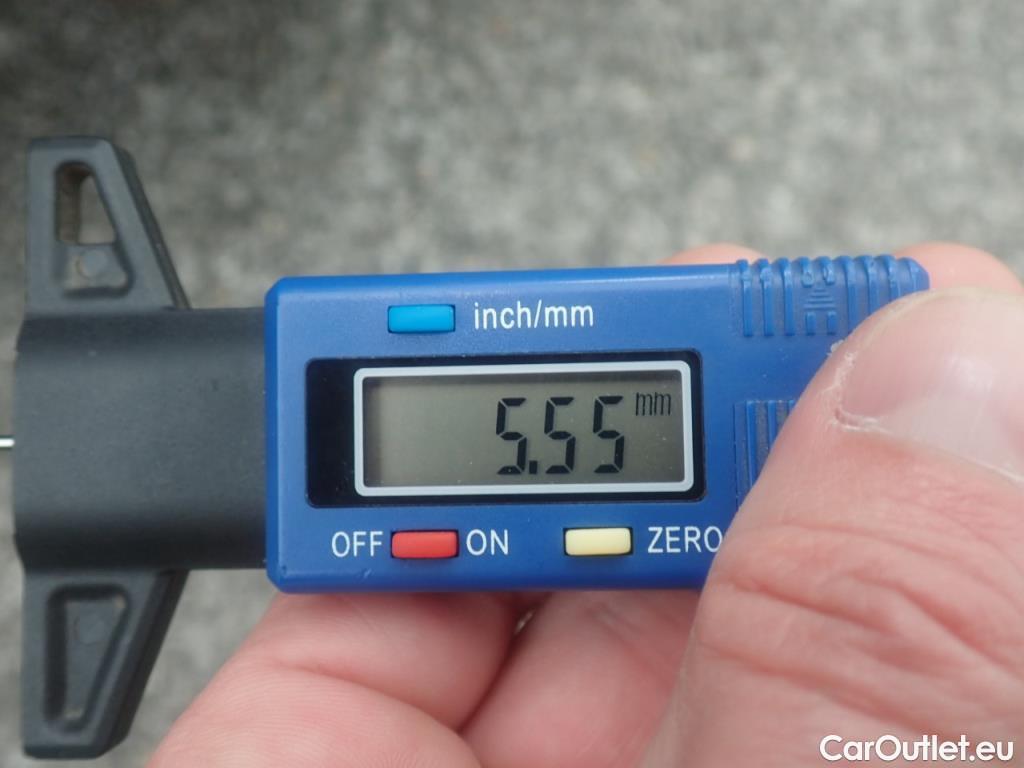 inch/mm
5.55 mm
OFF ON ZERO
CarOutlet.eu